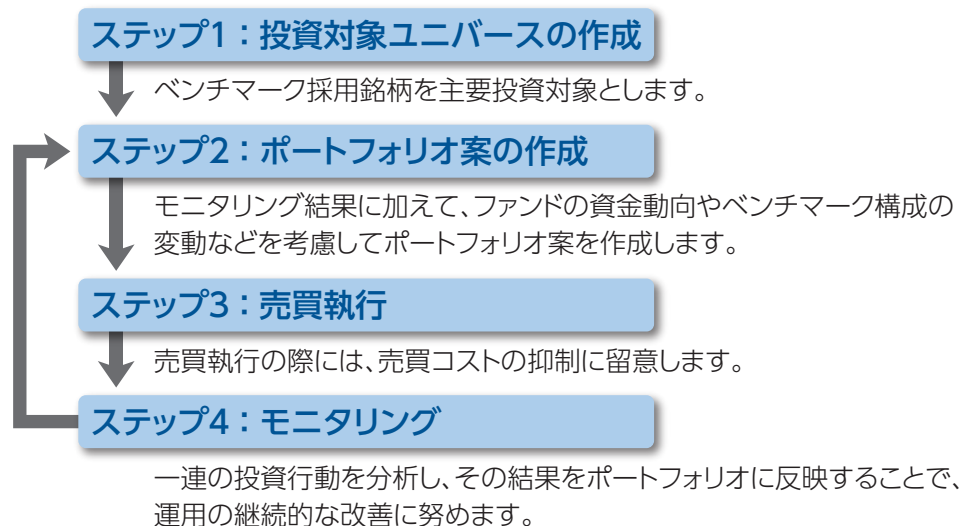 ステップ1：投資対象ユニバースの作成
ベンチマーク採用銘柄を主要投資対象とします。
ステップ2：ポートフォリオ案の作成
モニタリング結果に加えて、ファンドの資金動向やベンチマーク構成の
変動などを考慮してポートフォリオ案を作成します。
ステップ3：売買執行
売買執行の際には、売買コストの抑制に留意します。
ステップ4：モニタリング
一連の投資行動を分析し、その結果をポートフォリオに反映することで、
運用の継続的な改善に努めます。